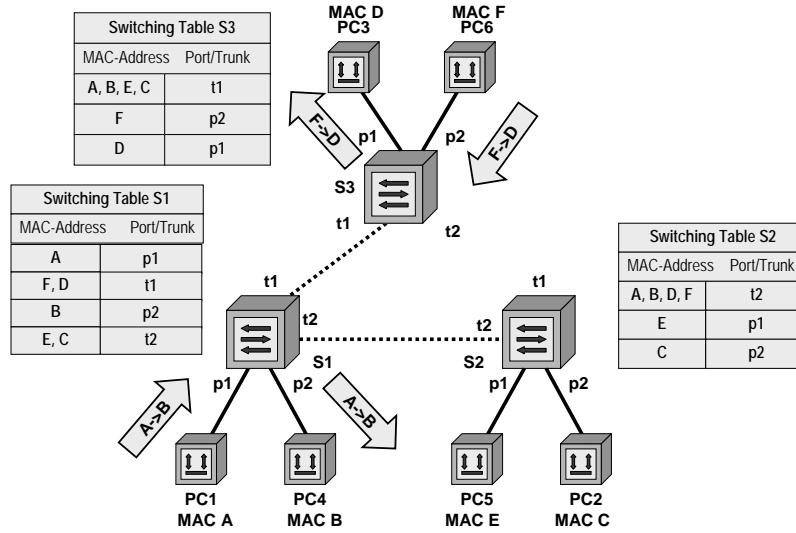 MAC D
PC3
MAC F
PC6
Switching Table S3
MAC-Address Port/Trunk
A, B, E, C t1
F p2
D p1
F->D
F->D
p1
p2
S3
t1
t2
Switching Table S1
MAC-Address Port/Trunk
A p1
F, D t1
B p2
E, C t2
Switching Table S2
MAC-Address Port/Trunk
A, B, D, F t2
E p1
C p2
t1
t2
S1
p1
p2
t1
t2
S2
p1
p2
A->B
A->B
PC1
MAC A
PC4
MAC B
PC5
MAC E
PC2
MAC C